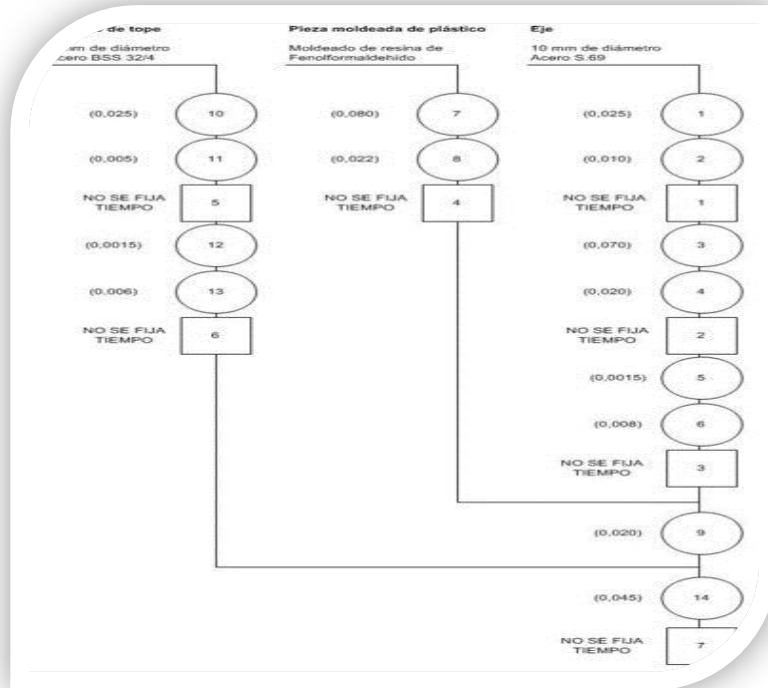 de tope
mm de diámetro
Acero BSS 32/4
(0,025) 10
(0,005) 11
NO SE FIJA
TIEMPO
5
(0,0015) 12
(0,006) 13
NO SE FIJA
TIEMPO
6
Pieza moldeada de plástico
Moldeado de resina de
Fenolformaldehido
(0,080) 7
(0,022) 8
NO SE FIJA
TIEMPO
4
Eje
10 mm de diámetro
Acero S.69
(0,025) 1
(0,010) 2
NO SE FIJA
TIEMPO
1
(0,070) 3
(0,020) 4
NO SE FIJA
TIEMPO
2
(0,0015) 5
(0,008) 6
NO SE FIJA
TIEMPO
3
(0,020) 9
(0,045) 14
NO SE FIJA
TIEMPO
7